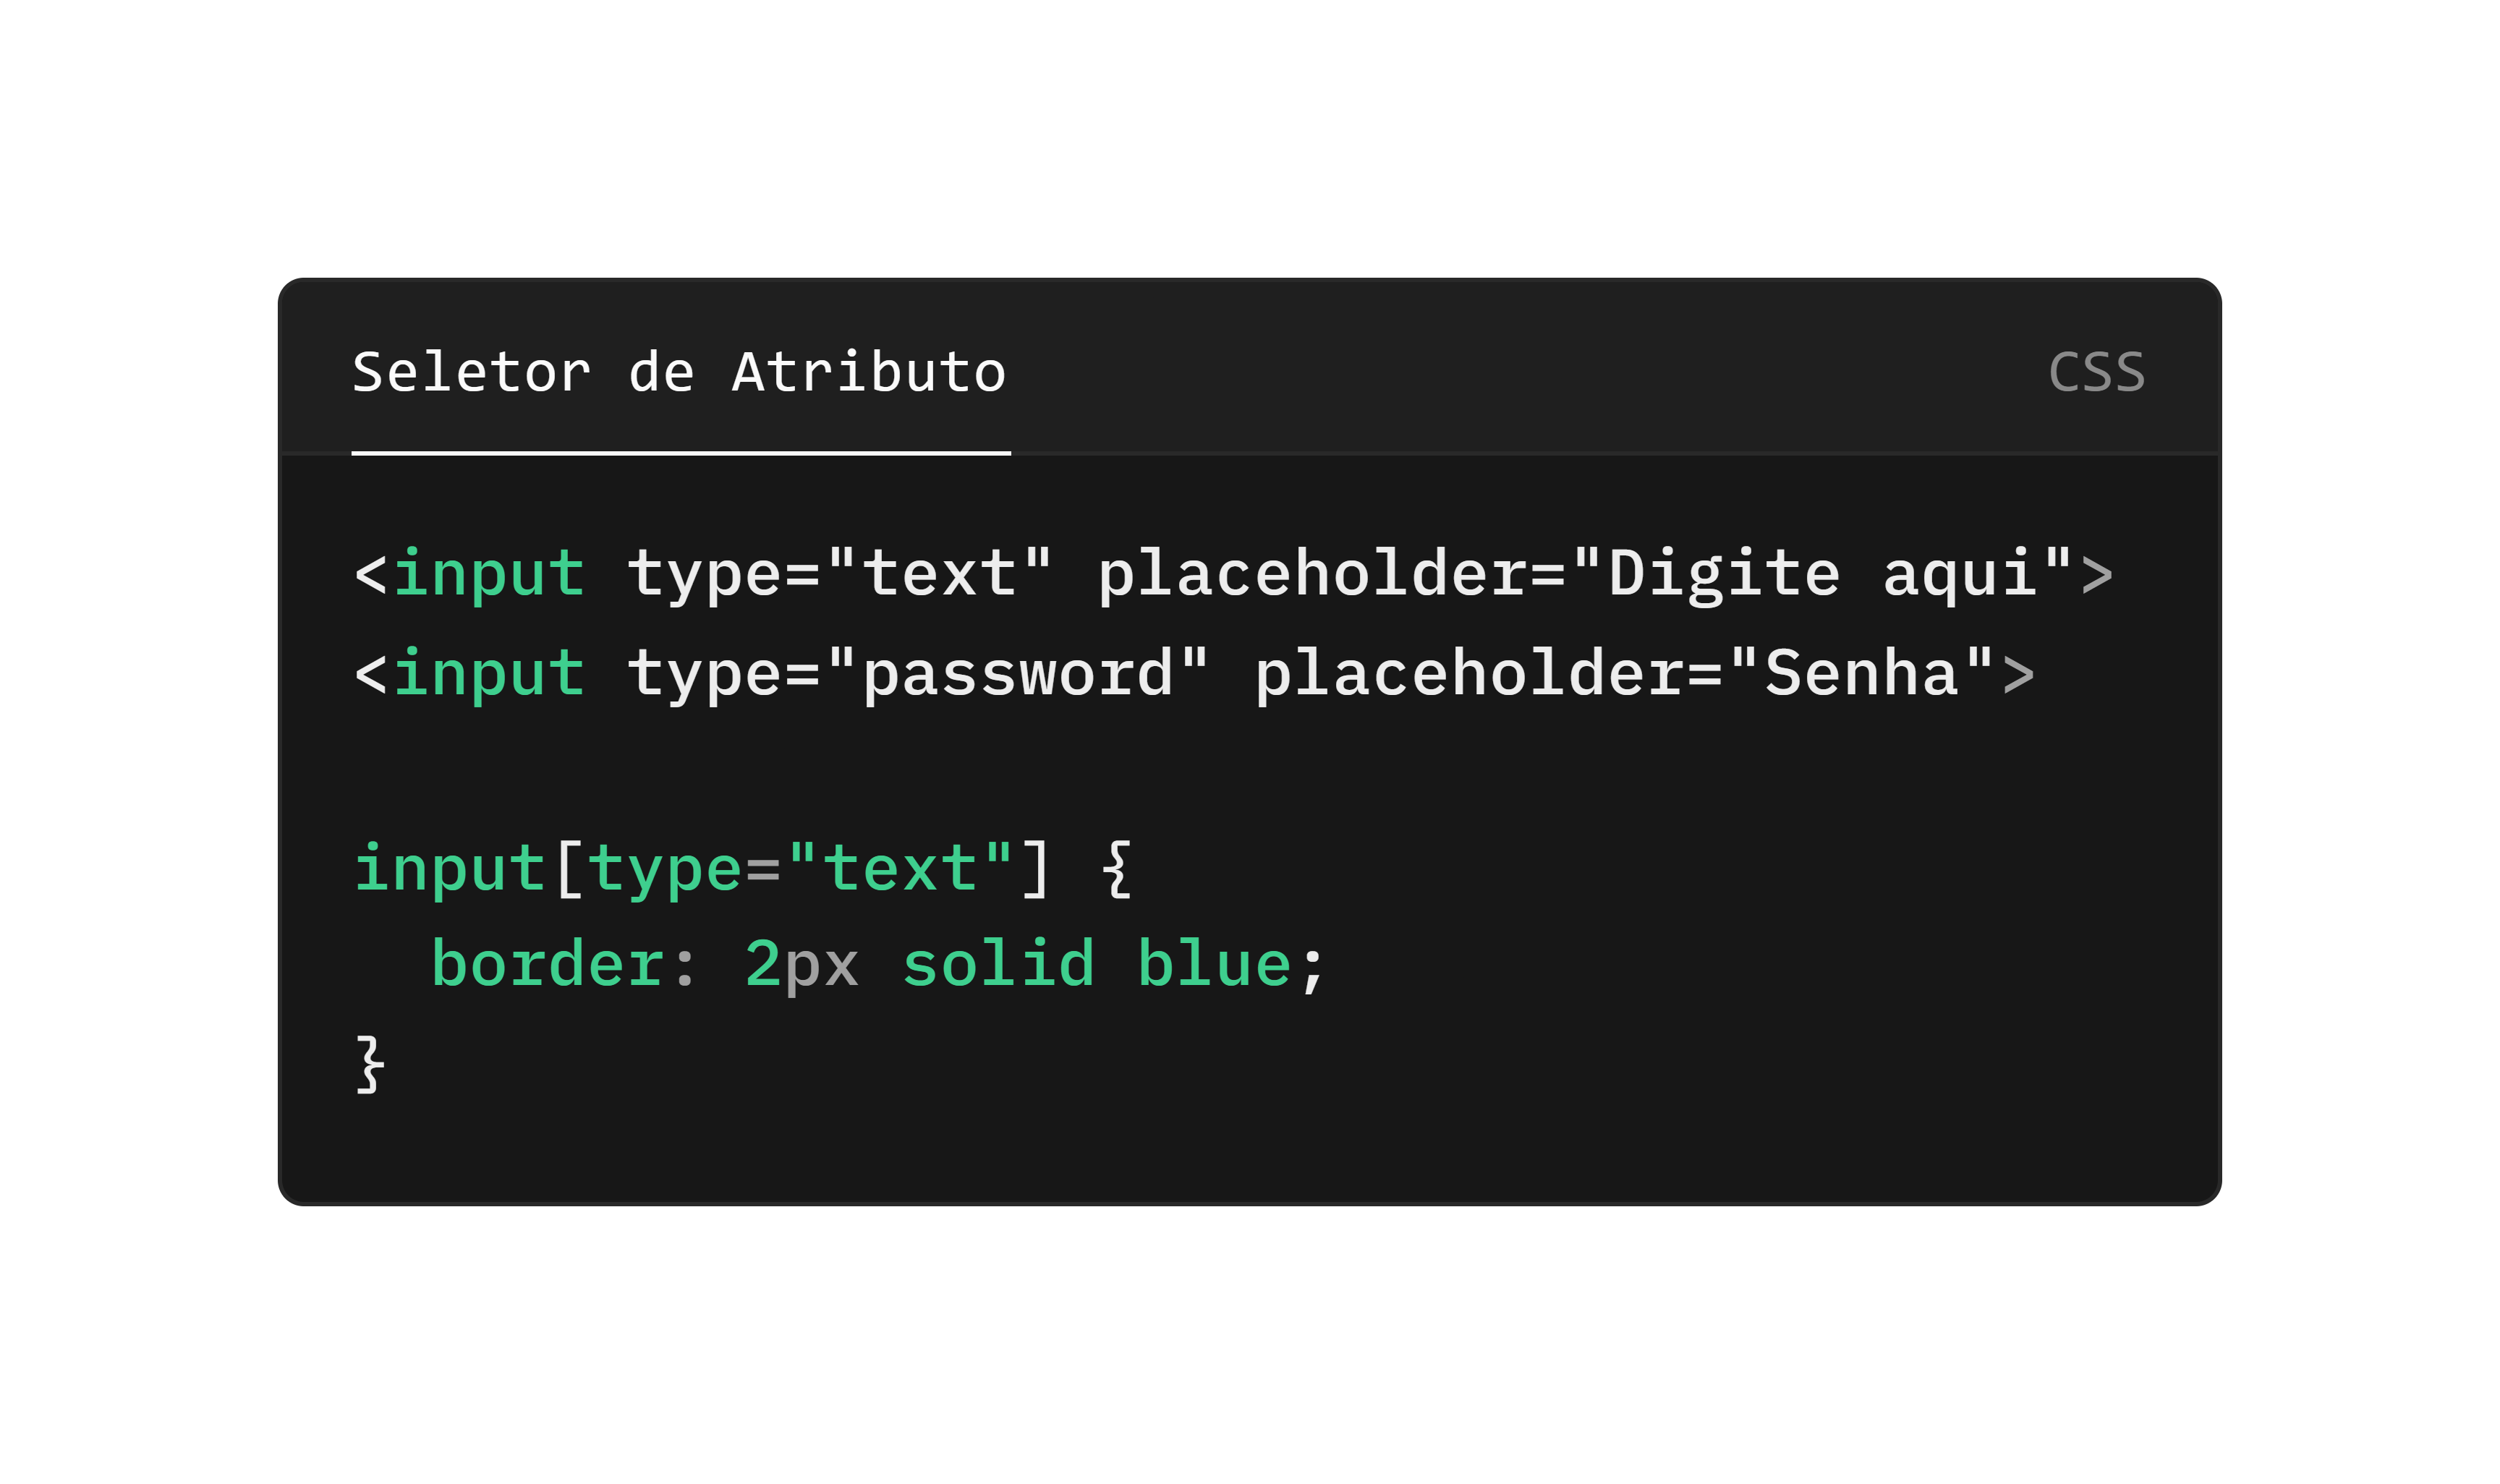 Seletor de Atributo
CSS
<input type="text" placeholder="Digite aqui">
<input type="password" placeholder="Senha">
input[type="text"] {
  border: 2px solid blue;
}